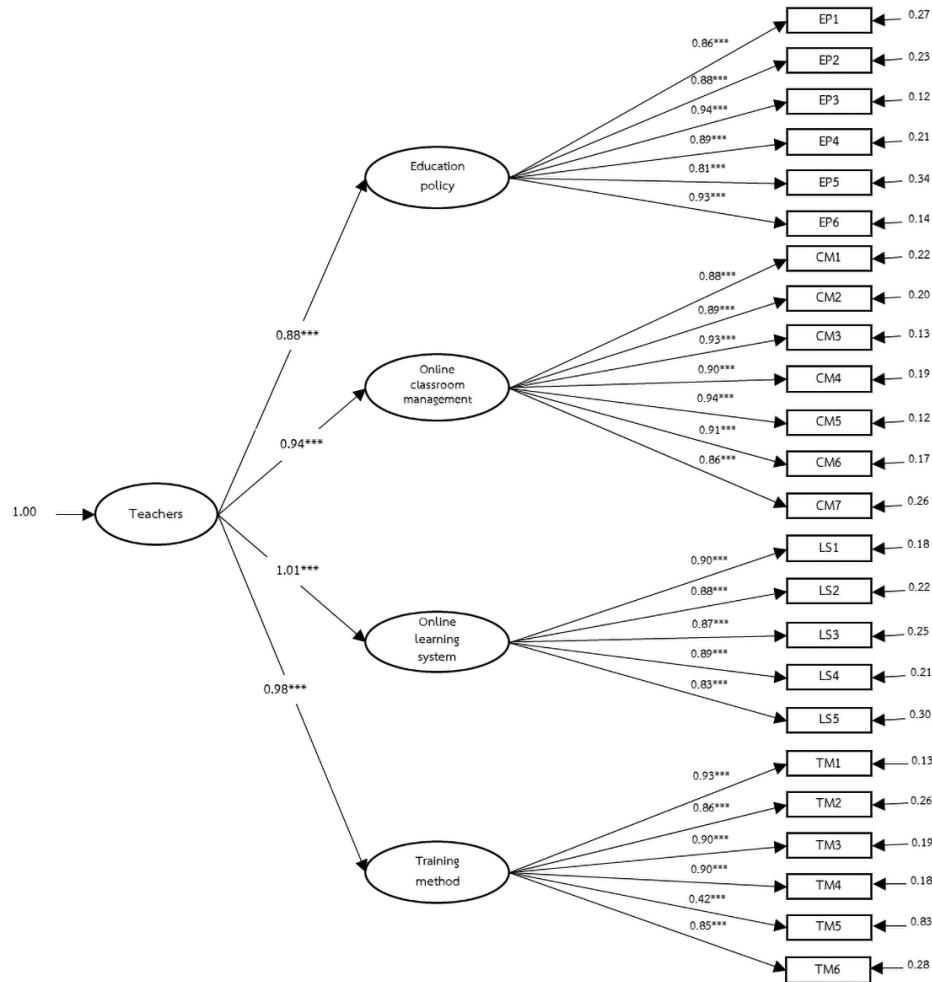 EP1
0.27
0.86***
EP2
0.23
0.88***
EP3
0.12
0.94***
EP4
0.21
0.89***
EP5
0.34
0.81***
EP6
0.14
0.93***
Education
policy
0.88***
CM1
0.22
0.88***
CM2
0.20
0.89***
CM3
0.13
0.93***
CM4
0.19
0.90***
CM5
0.12
0.94***
CM6
0.17
0.91***
CM7
0.26
0.86***
Online
classroom
management
0.94***
1.00
Teachers
LS1
0.18
0.90***
LS2
0.22
0.88***
LS3
0.25
0.87***
LS4
0.21
0.89***
LS5
0.30
0.83***
Online
learning
system
1.01***
TM1
0.13
0.93***
TM2
0.26
0.86***
TM3
0.19
0.90***
TM4
0.18
0.90***
TM5
0.83
0.42***
TM6
0.28
0.85***
Training
method
0.98***